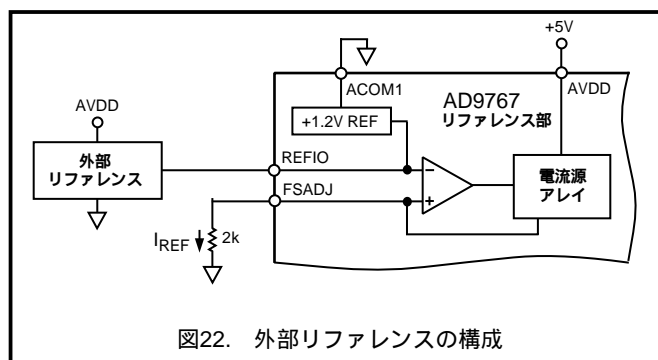 +5V
ACOM1
AVDD
AVDD
AD9767
リファレンス部
+1.2V REF
外部
リファレンス
REFIO
FSADJ
電流源
アレイ
−
+
IREF
2k
図22. 外部リファレンスの構成